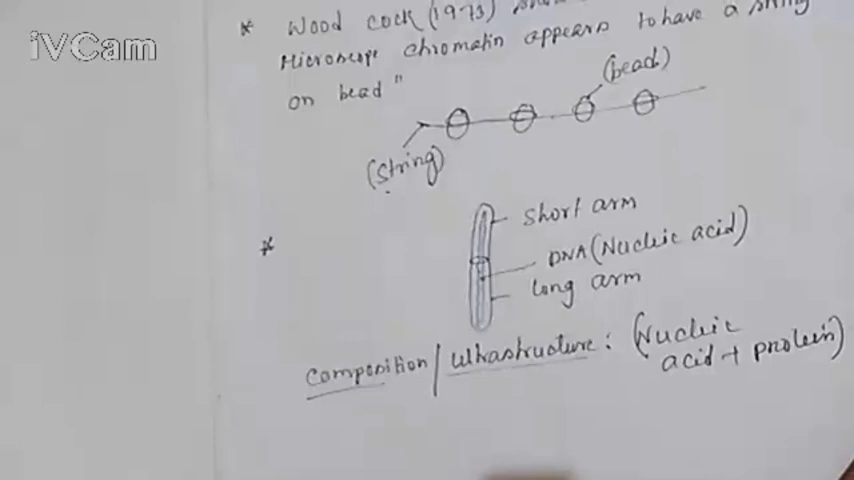 iVCam
* Wood cock (1973)
Microscope chromatin appears to have a string
on bead"
(bead)
(string)
*
short arm
DNA (Nucleic acid)
long arm
Composition / Ultrastructure : (Nucleic
acid + protein)